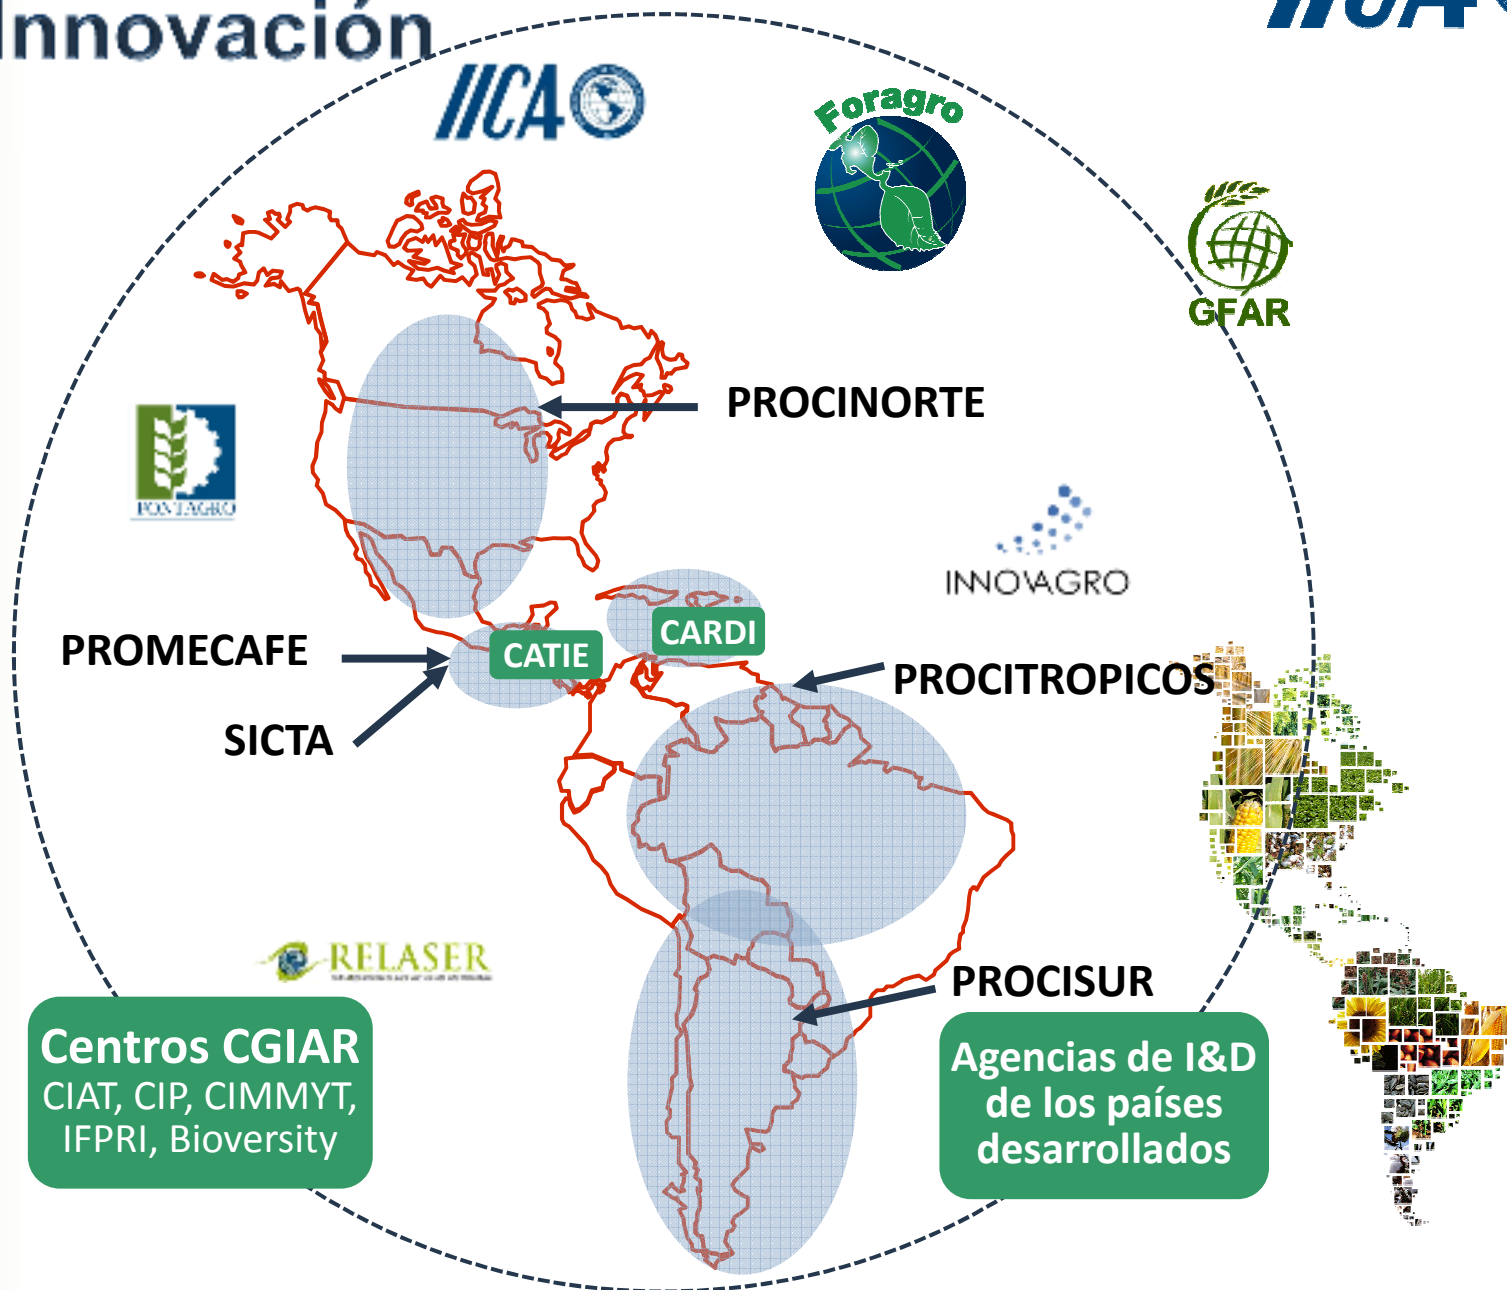 Innovación
IICA
IICA
Foragro
GFAR
PROCINORTE
FONTAGRO
INNOVAGRO
CARDI
PROMECAFE
CATIE
PROCITROPICOS
SICTA
RELASER
PROCISUR
Centros CGIAR
CIAT, CIP, CIMMYT,
IFPRI, Bioversity
Agencias de I&D
de los países
desarrollados